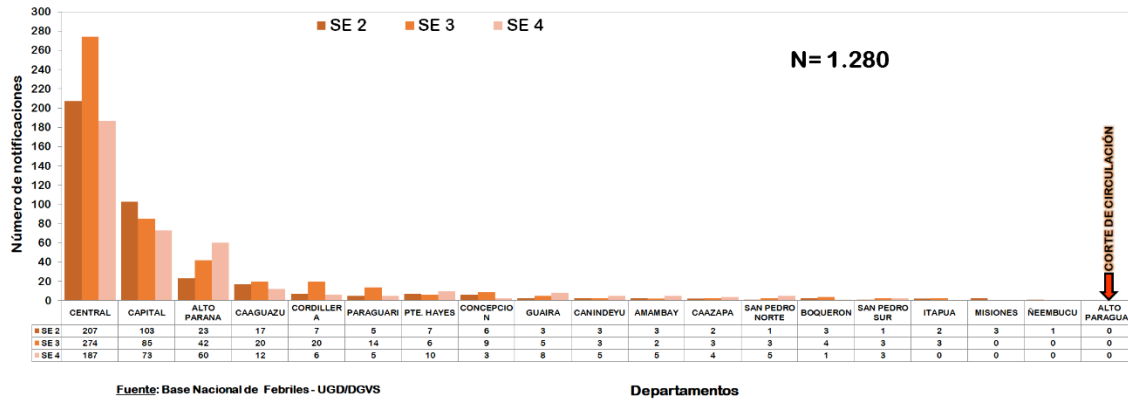 300
280
260
240
220
200
180
160
140
120
100
80
60
40
20
0
Número de notificaciones
SE 2 SE 3 SE 4
N= 1.280
CORTE DE CIRCULACIÓN
CENTRAL CAPITAL ALTO PARANA CAAGUAZU CORDILLER A PARAGUARI PTE. HAYES CONCEPCIO N GUAIRA CANINDEYU AMAMBAY CAAZAPA SAN PEDRO NORTE BOQUERON SAN PEDRO SUR ITAPUA MISIONES ÑEEMBUCU ALTO PARAGUA
SE 2 207 103 23 17 7 5 7 6 3 3 3 2 1 3 1 2 3 1 0
SE 3 274 85 42 20 20 14 6 9 5 3 2 3 3 4 3 3 0 0 0
SE 4 187 73 60 12 6 5 10 3 8 5 5 4 5 1 3 0 0 0 0
Fuente: Base Nacional de Febriles - UGD/DGVS
Departamentos